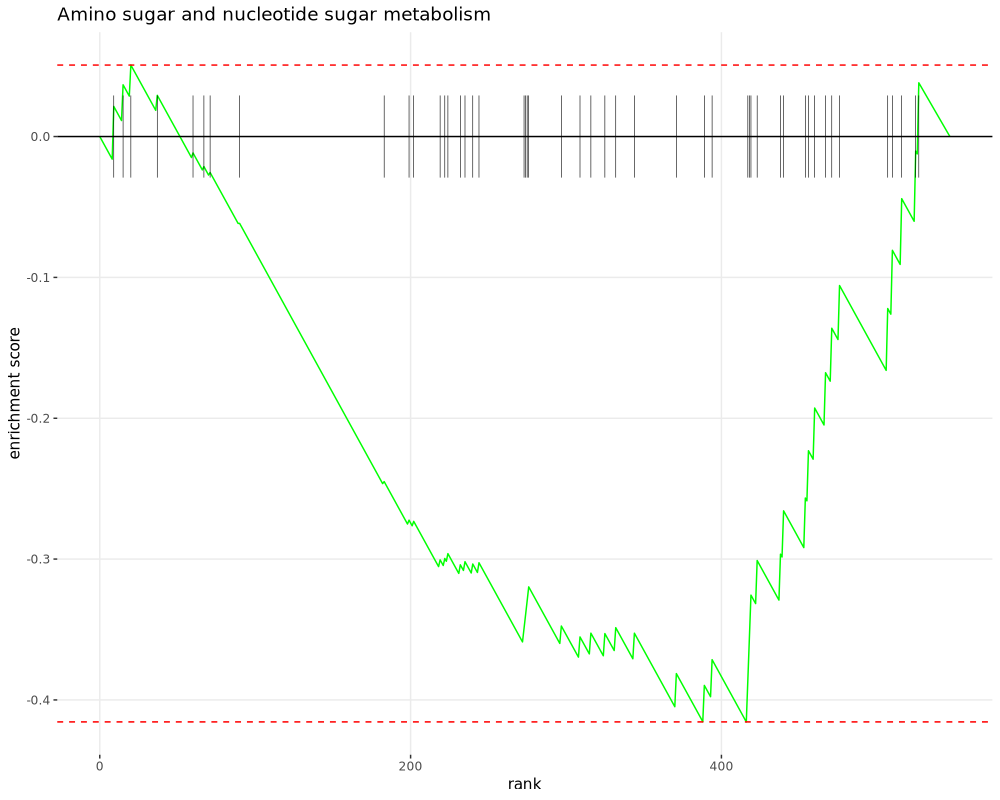 Amino sugar and nucleotide sugar metabolism
0.0
-0.1
-0.2
-0.3
-0.4
enrichment score
0 200 400
rank